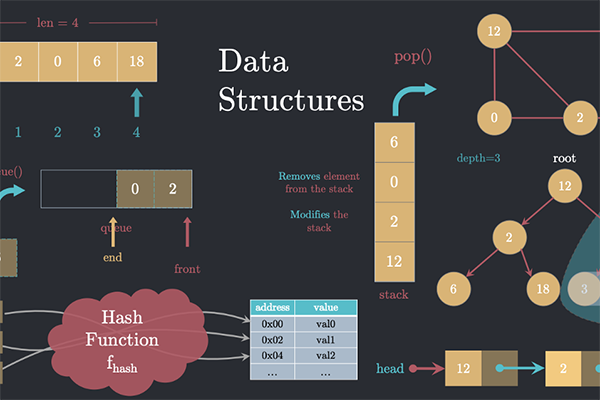 len = 4
2 0 6 18
1 2 3 4
Data
Structures
pop()
6
0
2
12
stack
Removes element
from the stack
Modifies the
stack
12
0 2
depth=3
root
12
2
6 18 3
ue()
0 2
queue
end
front
Hash
Function
f hash
address value
0x00 val0
0x02 val1
0x04 val2
... ...
head
12 2